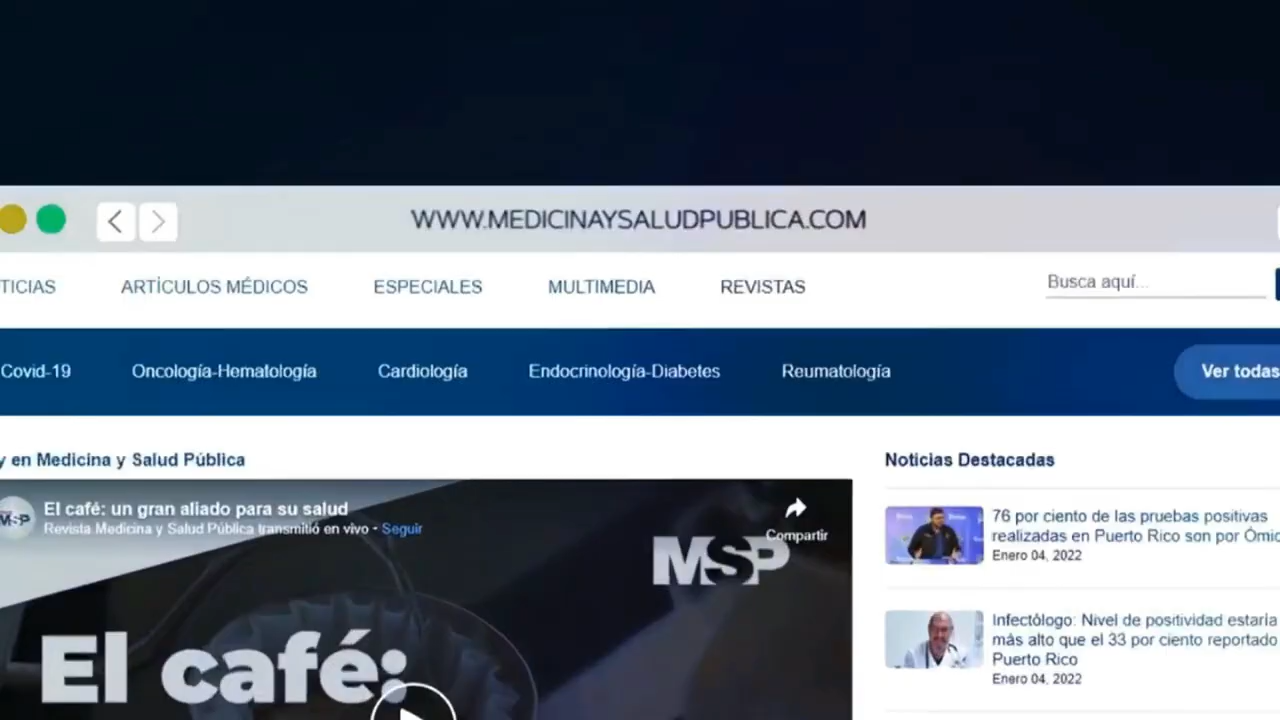 WWW.MEDICINAYSALUDPUBLICA.COM
TICIAS ARTÍCULOS MÉDICOS ESPECIALES MULTIMEDIA REVISTAS Busca aquí...
Covid-19 Oncología-Hematología Cardiología Endocrinología-Diabetes Reumatología Ver todas
y en Medicina y Salud Pública
El café: un gran aliado para su salud
Revista Medicina y Salud Pública transmitió en vivo · Seguir
MSP
Compartir
MSP
El café:
Noticias Destacadas
76 por ciento de las pruebas positivas
realizadas en Puerto Rico son por Ómic
Enero 04, 2022
Infectólogo: Nivel de positividad estaría
más alto que el 33 por ciento reportado
Puerto Rico
Enero 04, 2022